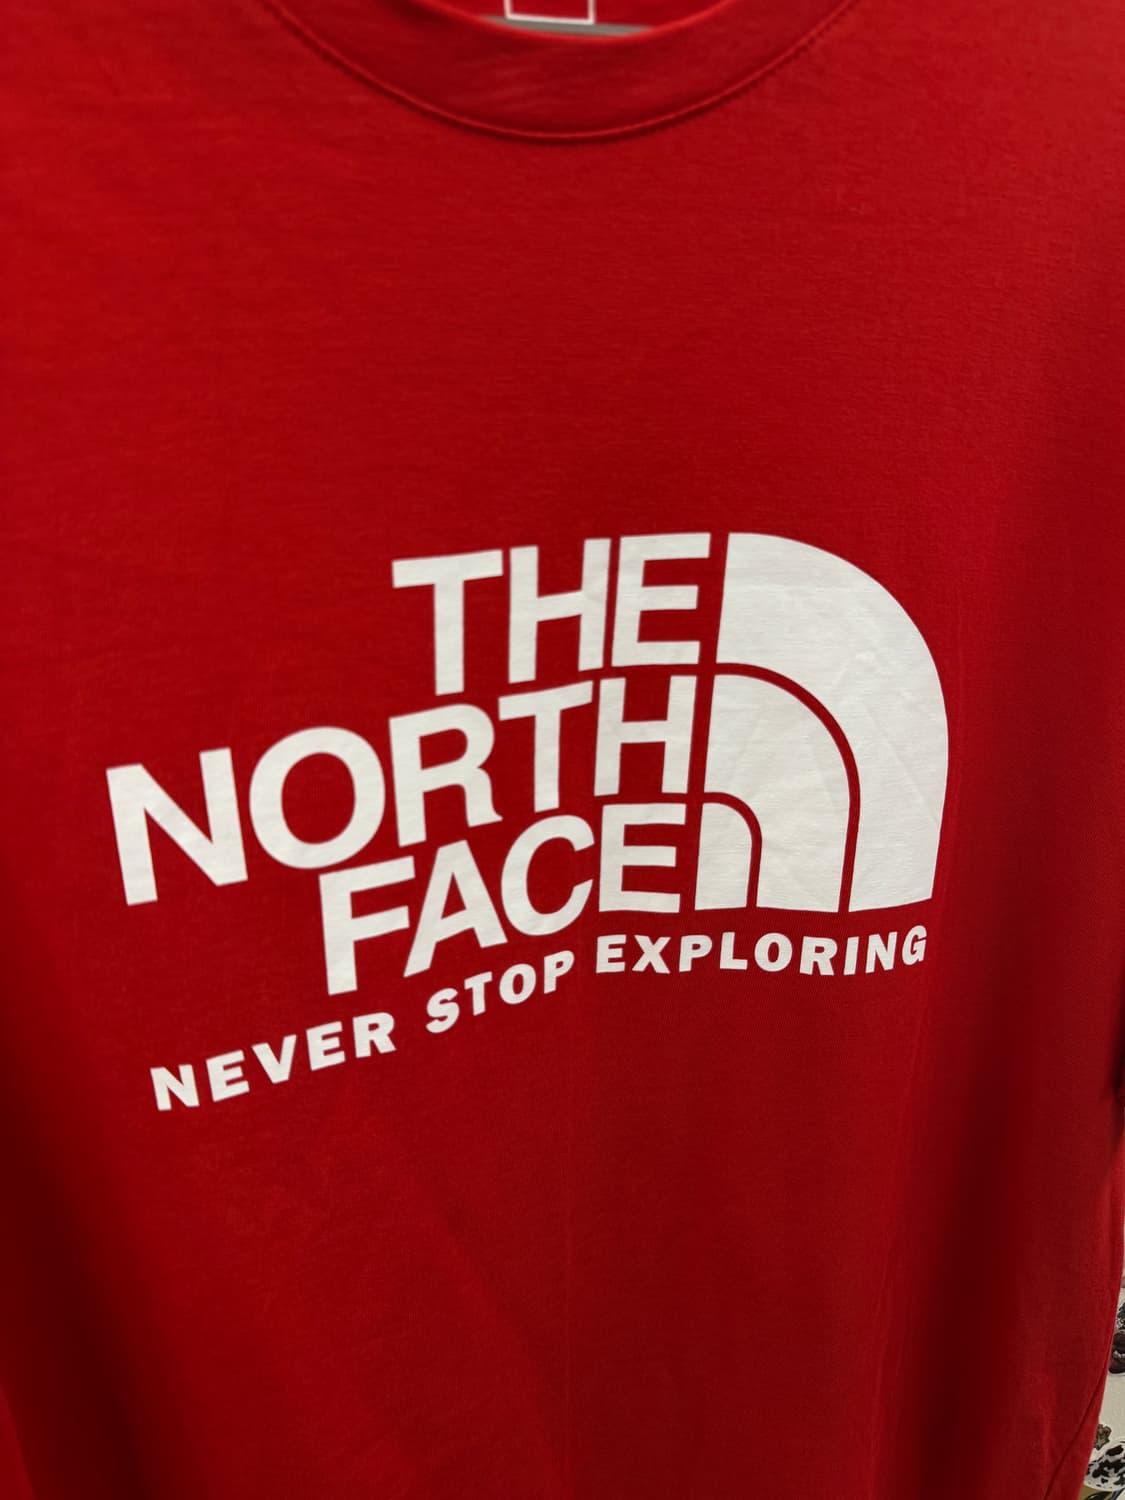 THE
NORTH
FACE
NEVER STOP EXPLORING